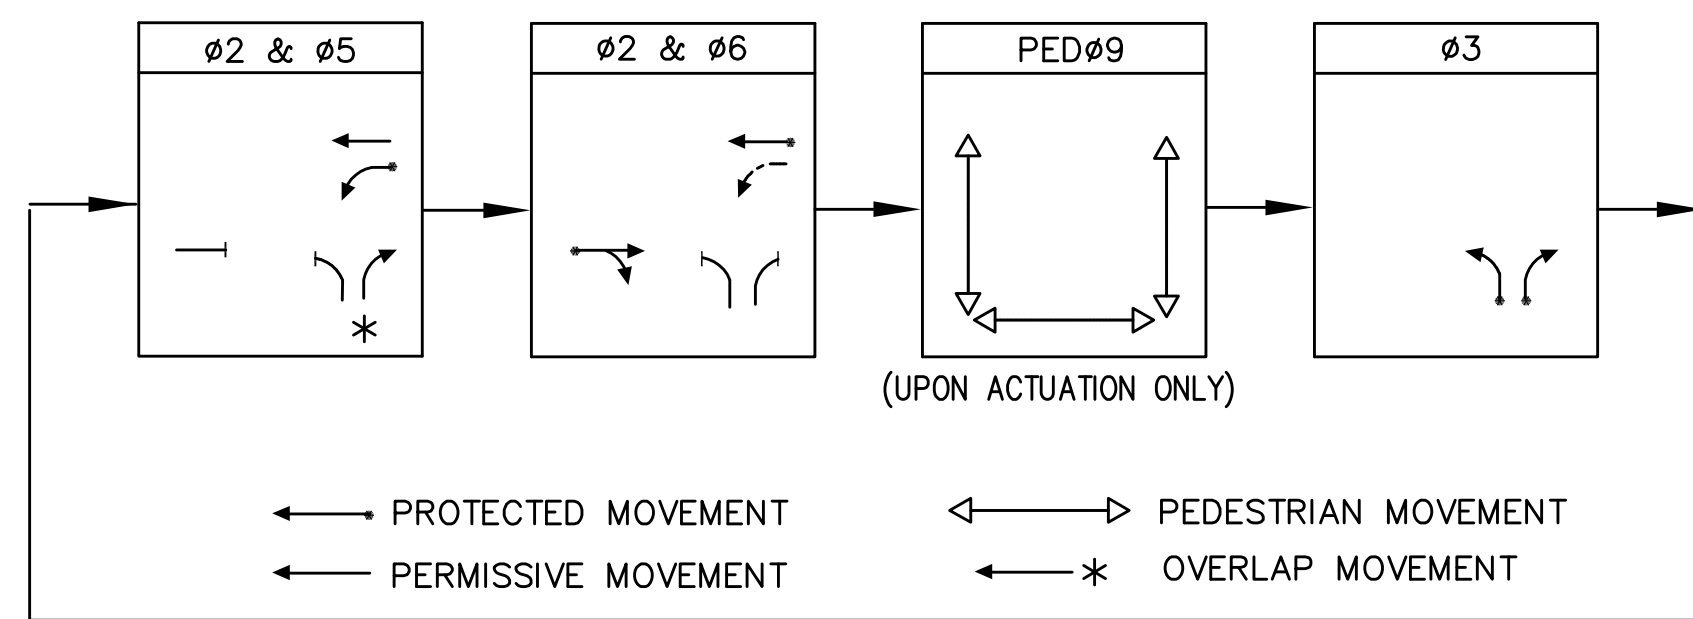 ø2 & ø5
ø2 & ø6
PEDø9
ø3
(UPON ACTUATION ONLY)
PROTECTED MOVEMENT
PEDESTRIAN MOVEMENT
PERMISSIVE MOVEMENT
OVERLAP MOVEMENT